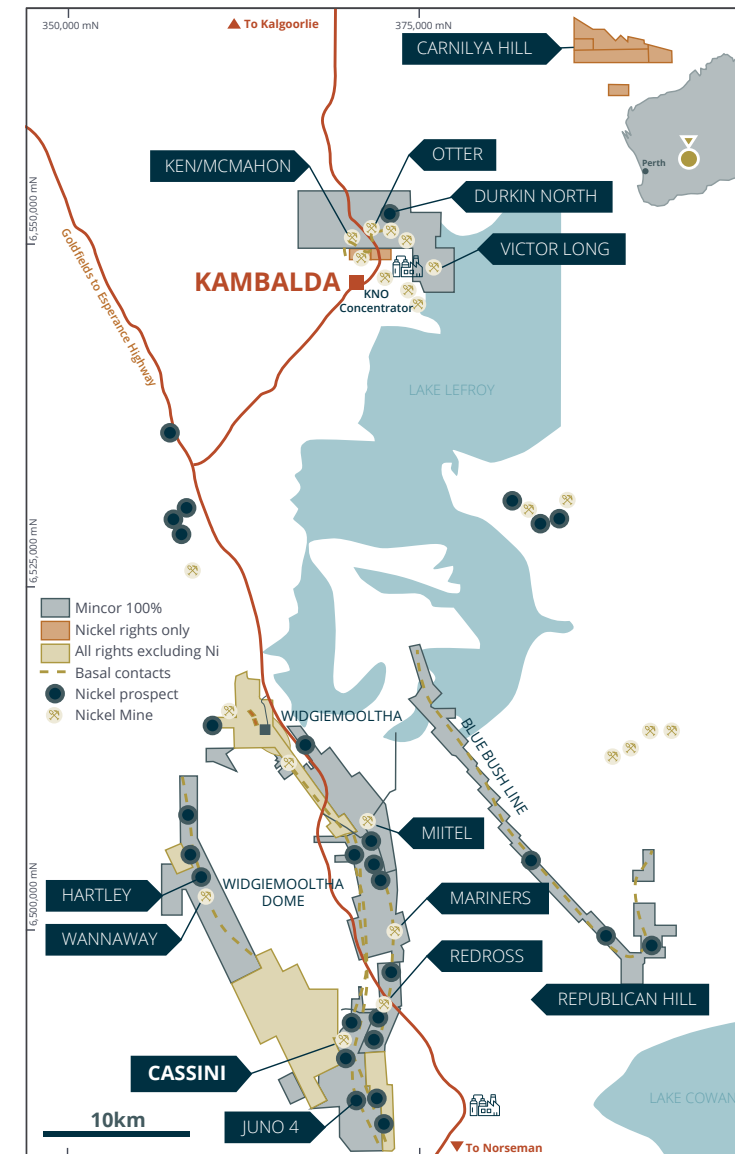 350,000 mN
To Kalgoorlie
375,000 mN
CARNILYA HILL
Perth
OTTER
KEN/MCMAHON
DURKIN NORTH
6,550,000 mN
VICTOR LONG
Goldfields to Esperance Highway
KAMBALDA
KNO
Concentrator
LAKE LEFROY
6,525,000 mN
Mincor 100%
Nickel rights only
All rights excluding Ni
Basal contacts
Nickel prospect
Nickel Mine
WIDGIEMOOLTHA
BLUE BUSH LINE
MIITEL
HARTLEY
WIDGIEMOOLTHA
DOME
MARINERS
6,500,000 mN
WANNAWAY
REDROSS
REPUBLICAN HILL
CASSINI
LAKE COWAN
10km
JUNO 4
To Norseman